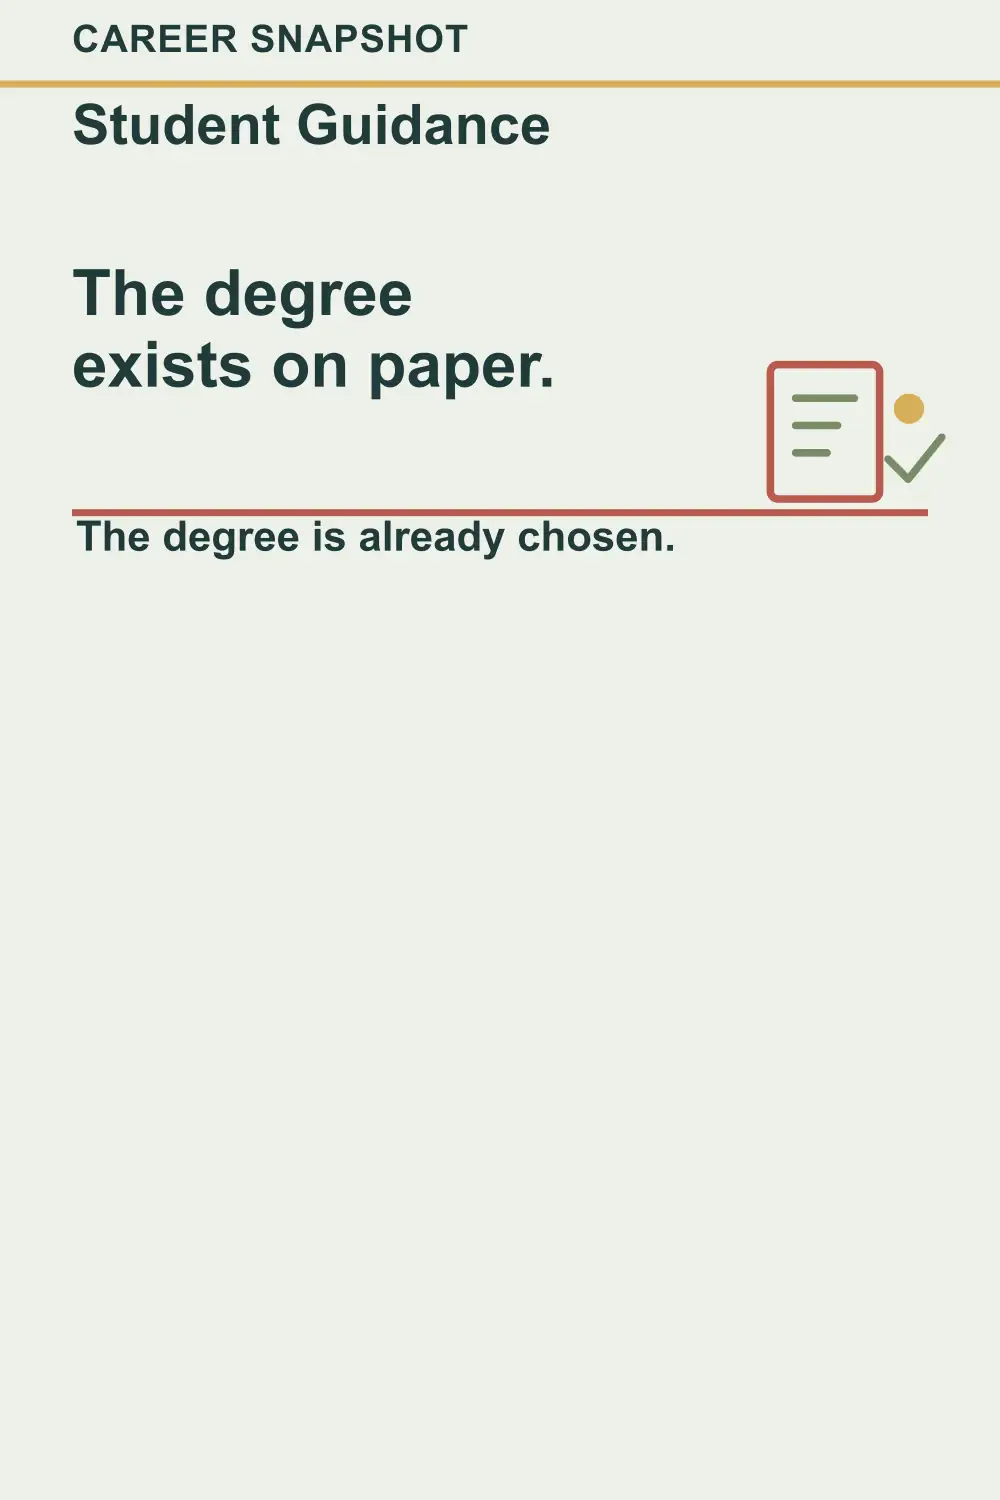 CAREER SNAPSHOT
Student Guidance
The degree
exists on paper.
The degree is already chosen.